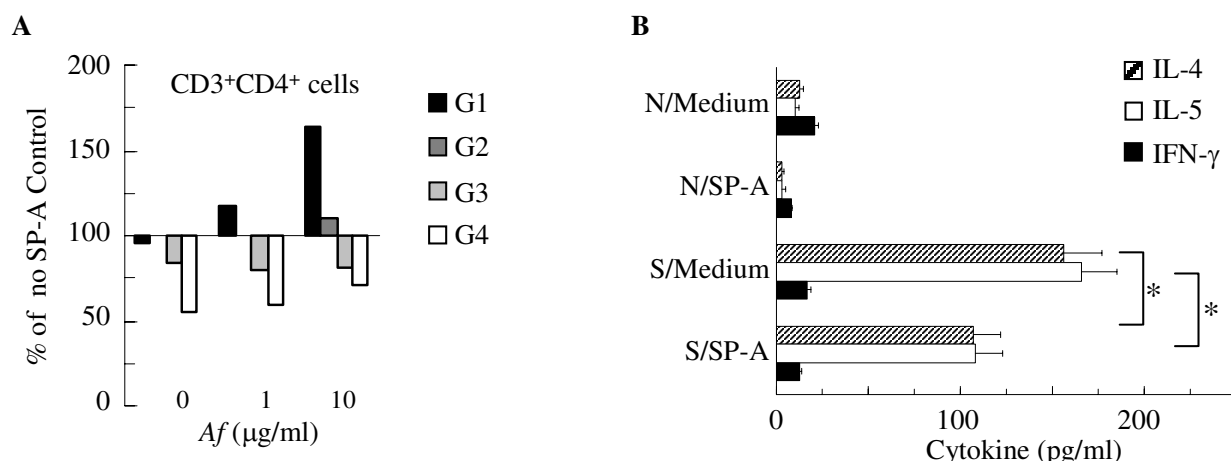 A
200
150
100
50
0
% of no SP-A Control
CD3⁺CD4⁺ cells
G1
G2
G3
G4
0 1 10
Af (µg/ml)
B
IL-4
IL-5
IFN-γ
N/Medium
N/SP-A
S/Medium
S/SP-A
*
*
0 100 200
Cytokine (pg/ml)